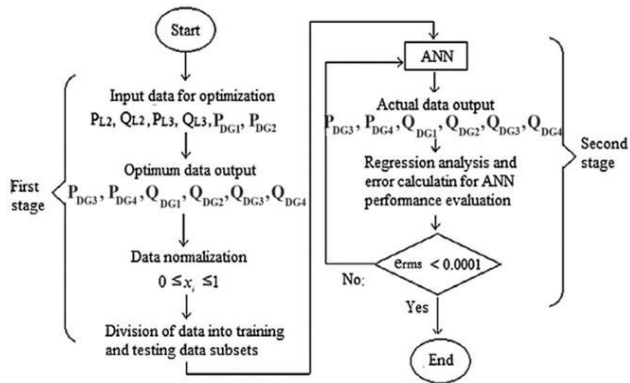 Start
Input data for optimization
PL2, QL2, PL3, QL3, PDG1, PDG2
Optimum data output
PDG3, PDG4, QDG1, QDG2, QDG3, QDG4
Data normalization
0 ≤xi ≤1
Division of data into training
and testing data subsets
First
stage
ANN
Actual data output
PDG3, PDG4, QDG1, QDG2, QDG3, QDG4
Regression analysis and
error calculatin for ANN
performance evaluation
erms < 0.0001
No:
Yes
End
Second
stage